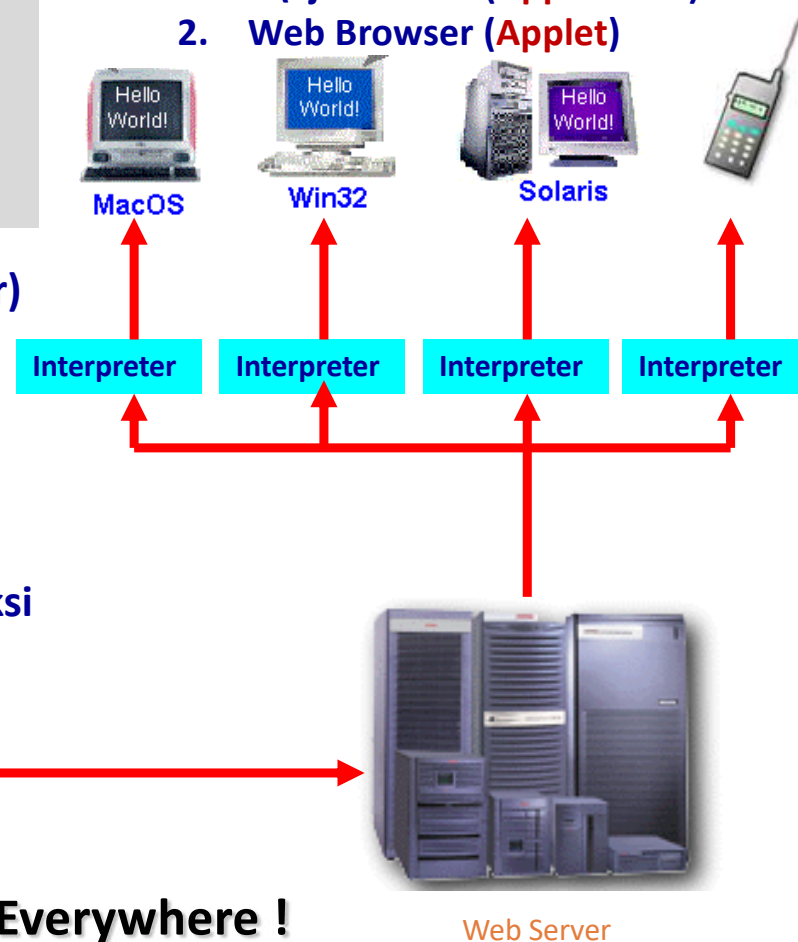 2. Web Browser (Applet)
Hello World!
Hello World!
Hello World!
MacOS
Win32
Solaris
r)
Interpreter Interpreter Interpreter Interpreter
ksi
Everywhere !
Web Server